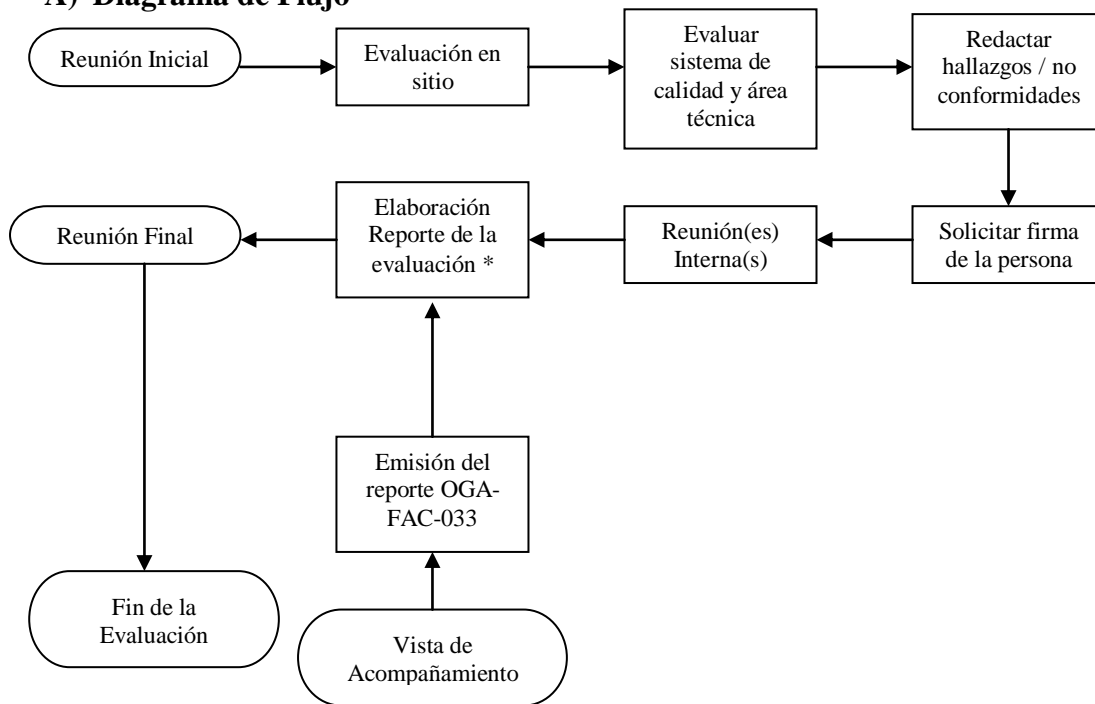 A) Diagrama de Flujo
Reunión Inicial
Evaluación en
sitio
Evaluar
sistema de
calidad y área
técnica
Redactar
hallazgos / no
conformidades
Solicitar firma
de la persona
Reunión(es)
Interna(s)
Elaboración
Reporte de la
evaluación *
Reunión Final
Emisión del
reporte OGA-
FAC-033
Fin de la
Evaluación
Vista de
Acompañamiento